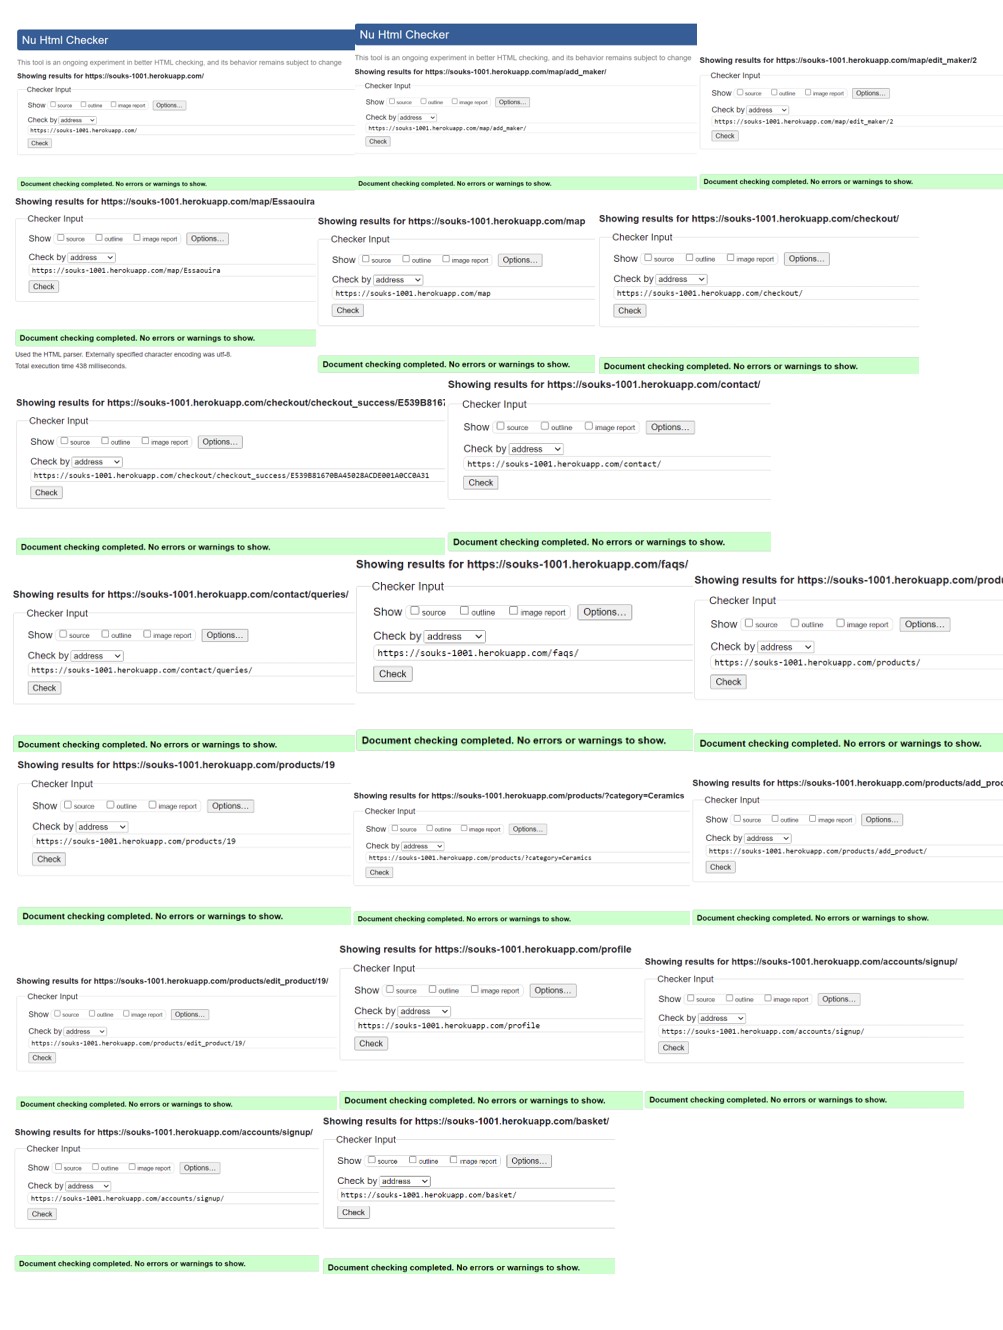 Nu Html Checker
This tool is an ongoing experiment in better HTML checking, and its behavior remains subject to change
Showing results for https://souks-1001.herokuapp.com/
Checker Input
Show source outline image report Options...
Check by address
https://souks-1001.herokuapp.com/
Check
Document checking completed. No errors or warnings to show.
Nu Html Checker
This tool is an ongoing experiment in better HTML checking, and its behavior remains subject to change
Showing results for https://souks-1001.herokuapp.com/map/add_maker/
Checker Input
Show source outline image report Options...
Check by address
https://souks-1001.herokuapp.com/map/add_maker/
Check
Document checking completed. No errors or warnings to show.
Showing results for https://souks-1001.herokuapp.com/map/edit_maker/2
Checker Input
Show source outline image report Options...
Check by address
https://souks-1001.herokuapp.com/map/edit_maker/2
Check
Document checking completed. No errors or warnings to show.
Showing results for https://souks-1001.herokuapp.com/map/Essaouira
Checker Input
Show source outline image report Options...
Check by address
https://souks-1001.herokuapp.com/map/Essaouira
Check
Document checking completed. No errors or warnings to show.
Used the HTML parser. Externally specified character encoding was utf-8.
Total execution time 438 milliseconds.
Showing results for https://souks-1001.herokuapp.com/map
Checker Input
Show source outline image report Options...
Check by address
https://souks-1001.herokuapp.com/map
Check
Document checking completed. No errors or warnings to show.
Showing results for https://souks-1001.herokuapp.com/checkout/
Checker Input
Show source outline image report Options...
Check by address
https://souks-1001.herokuapp.com/checkout/
Check
Document checking completed. No errors or warnings to show.
Showing results for https://souks-1001.herokuapp.com/checkout/checkout_success/E539B8167
Checker Input
Show source outline image report Options...
Check by address
https://souks-1001.herokuapp.com/checkout/checkout_success/E539B81670BA45028ACDE001A0CC0A31
Check
Document checking completed. No errors or warnings to show.
Showing results for https://souks-1001.herokuapp.com/contact/
Checker Input
Show source outline image report Options...
Check by address
https://souks-1001.herokuapp.com/contact/
Check
Document checking completed. No errors or warnings to show.
Showing results for https://souks-1001.herokuapp.com/contact/queries/
Checker Input
Show source outline image report Options...
Check by address
https://souks-1001.herokuapp.com/contact/queries/
Check
Document checking completed. No errors or warnings to show.
Showing results for https://souks-1001.herokuapp.com/faqs/
Checker Input
Show source outline image report Options...
Check by address
https://souks-1001.herokuapp.com/faqs/
Check
Document checking completed. No errors or warnings to show.
Showing results for https://souks-1001.herokuapp.com/produ
Checker Input
Show source outline image report Options...
Check by address
https://souks-1001.herokuapp.com/products/
Check
Document checking completed. No errors or warnings to show.
Showing results for https://souks-1001.herokuapp.com/products/19
Checker Input
Show source outline image report Options...
Check by address
https://souks-1001.herokuapp.com/products/19
Check
Document checking completed. No errors or warnings to show.
Showing results for https://souks-1001.herokuapp.com/products/?category=Ceramics
Checker Input
Show source outline image report Options...
Check by address
https://souks-1001.herokuapp.com/products/?category=Ceramics
Check
Document checking completed. No errors or warnings to show.
Showing results for https://souks-1001.herokuapp.com/products/add_proc
Checker Input
Show source outline image report Options...
Check by address
https://souks-1001.herokuapp.com/products/add_product/
Check
Document checking completed. No errors or warnings to show.
Showing results for https://souks-1001.herokuapp.com/products/edit_product/19/
Checker Input
Show source outline image report Options...
Check by address
https://souks-1001.herokuapp.com/products/edit_product/19/
Check
Document checking completed. No errors or warnings to show.
Showing results for https://souks-1001.herokuapp.com/profile
Checker Input
Show source outline image report Options...
Check by address
https://souks-1001.herokuapp.com/profile
Check
Document checking completed. No errors or warnings to show.
Showing results for https://souks-1001.herokuapp.com/accounts/signup/
Checker Input
Show source outline image report Options...
Check by address
https://souks-1001.herokuapp.com/accounts/signup/
Check
Document checking completed. No errors or warnings to show.
Showing results for https://souks-1001.herokuapp.com/accounts/signup/
Checker Input
Show source outline image report Options...
Check by address
https://souks-1001.herokuapp.com/accounts/signup/
Check
Document checking completed. No errors or warnings to show.
Showing results for https://souks-1001.herokuapp.com/basket/
Checker Input
Show source outline image report Options...
Check by address
https://souks-1001.herokuapp.com/basket/
Check
Document checking completed. No errors or warnings to show.